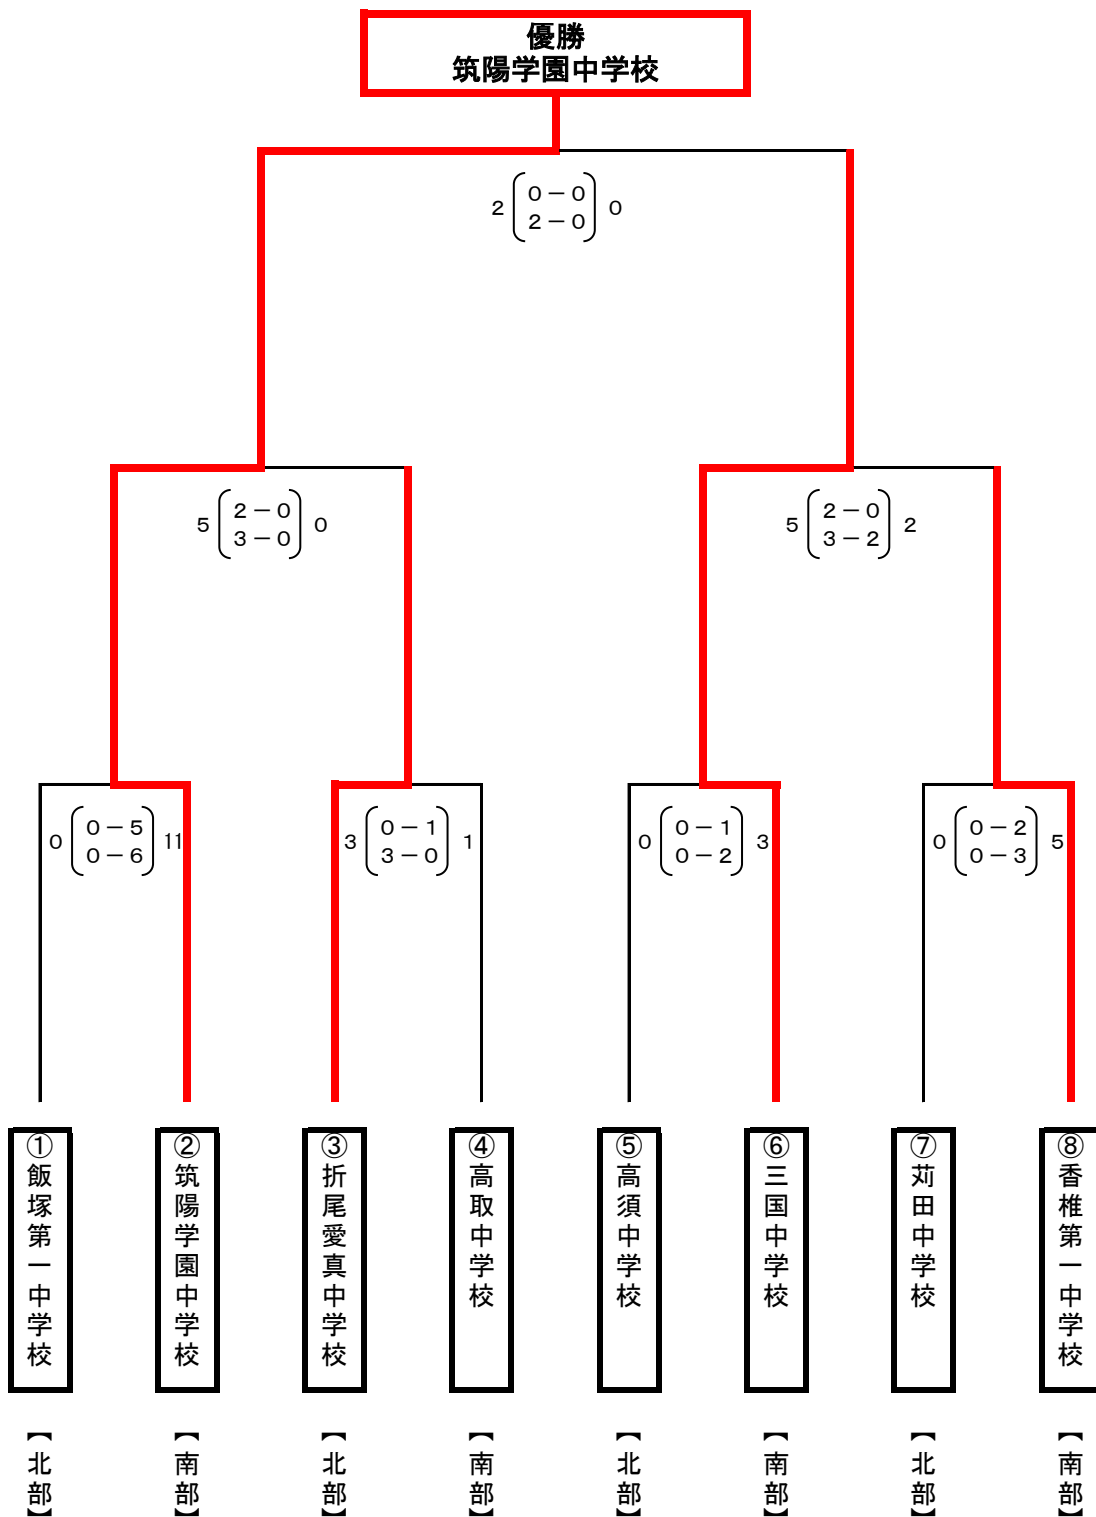 優勝
筑陽学園中学校
2 0－0 0
2－0
5 2－0 0
3－0
5 2－0 2
3－2
0 0－5 11
0－6
3 0－1 1
3－0
0 0－1 3
0－2
0 0－2 5
0－3
①飯塚第一中学校
②筑陽学園中学校
③折尾愛真中学校
④高取中学校
⑤高須中学校
⑥三国中学校
⑦苅田中学校
⑧香椎第一中学校
【北部】
【南部】
【北部】
【南部】
【北部】
【南部】
【北部】
【南部】